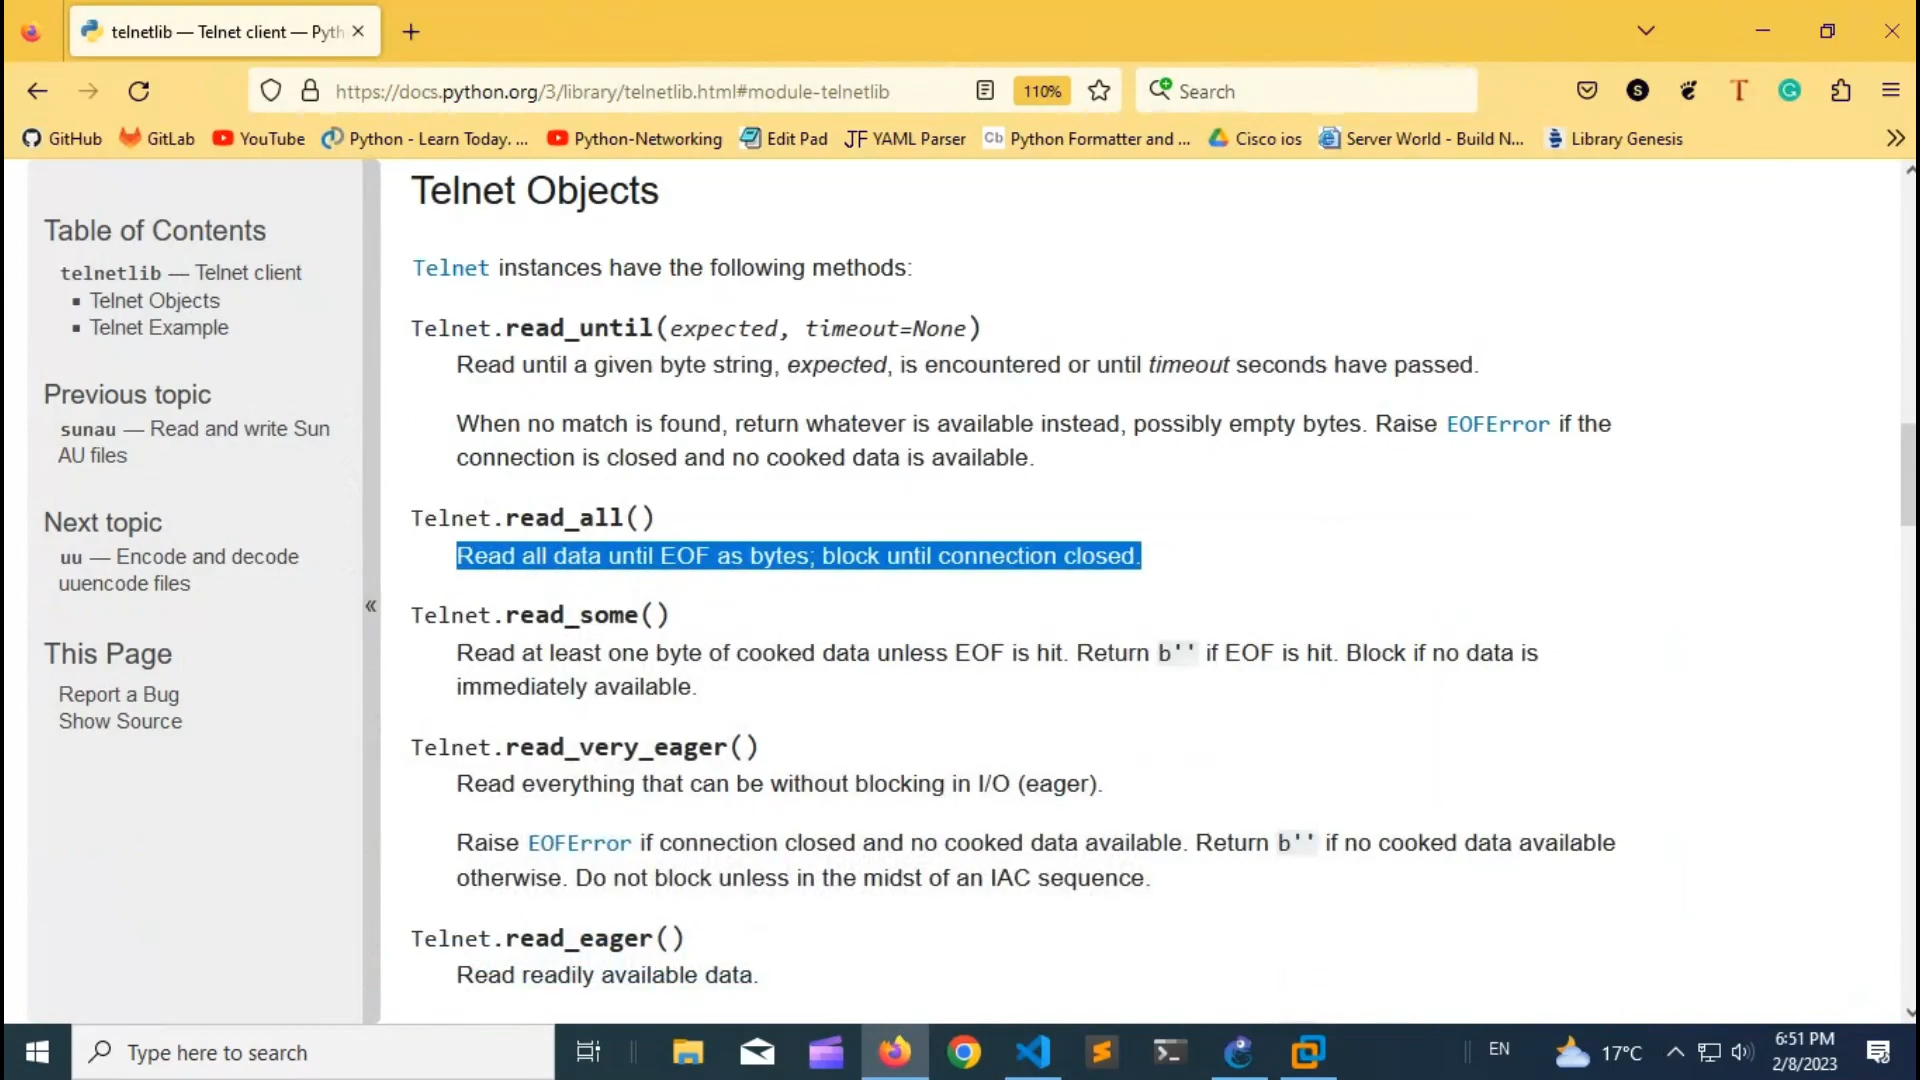 telnetlib — Telnet client — Pyth
https://docs.python.org/3/library/telnetlib.html#module-telnetlib
110%
Search
GitHub
GitLab
YouTube
Python - Learn Today. ...
Python-Networking
Edit Pad
JF YAML Parser
Cb Python Formatter and ...
Cisco ios
Server World - Build N...
Library Genesis
Table of Contents
telnetlib — Telnet client
Telnet Objects
Telnet Example
Previous topic
sunau — Read and write Sun
AU files
Next topic
uu — Encode and decode
uuencode files
This Page
Report a Bug
Show Source
«
Telnet Objects
Telnet instances have the following methods:
Telnet.read_until(expected, timeout=None)
Read until a given byte string, expected, is encountered or until timeout seconds have passed.
When no match is found, return whatever is available instead, possibly empty bytes. Raise EOFError if the
connection is closed and no cooked data is available.
Telnet.read_all()
Read all data until EOF as bytes; block until connection closed.
Telnet.read_some()
Read at least one byte of cooked data unless EOF is hit. Return b'' if EOF is hit. Block if no data is
immediately available.
Telnet.read_very_eager()
Read everything that can be without blocking in I/O (eager).
Raise EOFError if connection closed and no cooked data available. Return b'' if no cooked data available
otherwise. Do not block unless in the midst of an IAC sequence.
Telnet.read_eager()
Read readily available data.
Type here to search
EN
17°C
6:51 PM
2/8/2023